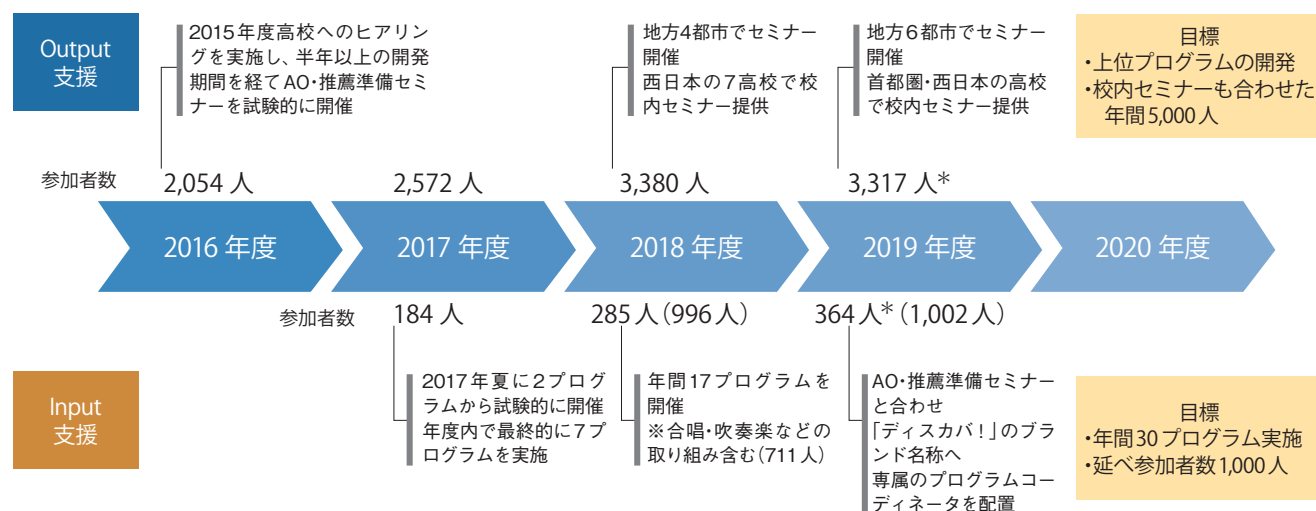 Output
支援
2015年度高校へのヒアリン
グを実施し、半年以上の開発
期間を経てAO・推薦準備セミ
ナーを試験的に開催
地方4都市でセミナー
開催
西日本の7高校で校
内セミナー提供
地方6都市でセミナー
開催
首都圏・西日本の高校
で校内セミナー提供
目標
・上位プログラムの開発
・校内セミナーも合わせた
年間5,000人
参加者数
2,054人
2,572人
3,380人
3,317人*
2016年度
2017年度
2018年度
2019年度
2020年度
参加者数
184人
285人(996人)
364人*(1,002人)
Input
支援
2017年夏に2プログ
ラムから試験的に開催
年度内で最終的に7プ
ログラムを実施
年間17プログラムを
開催
※合唱・吹奏楽などの
取り組み含む(711人)
AO・推薦準備セミナー
と合わせ
「ディスカバ!」のブラ
ンド名称へ
専属のプログラムコー
ディネータを配置
目標
・年間30プログラム実施
・延べ参加者数1,000人